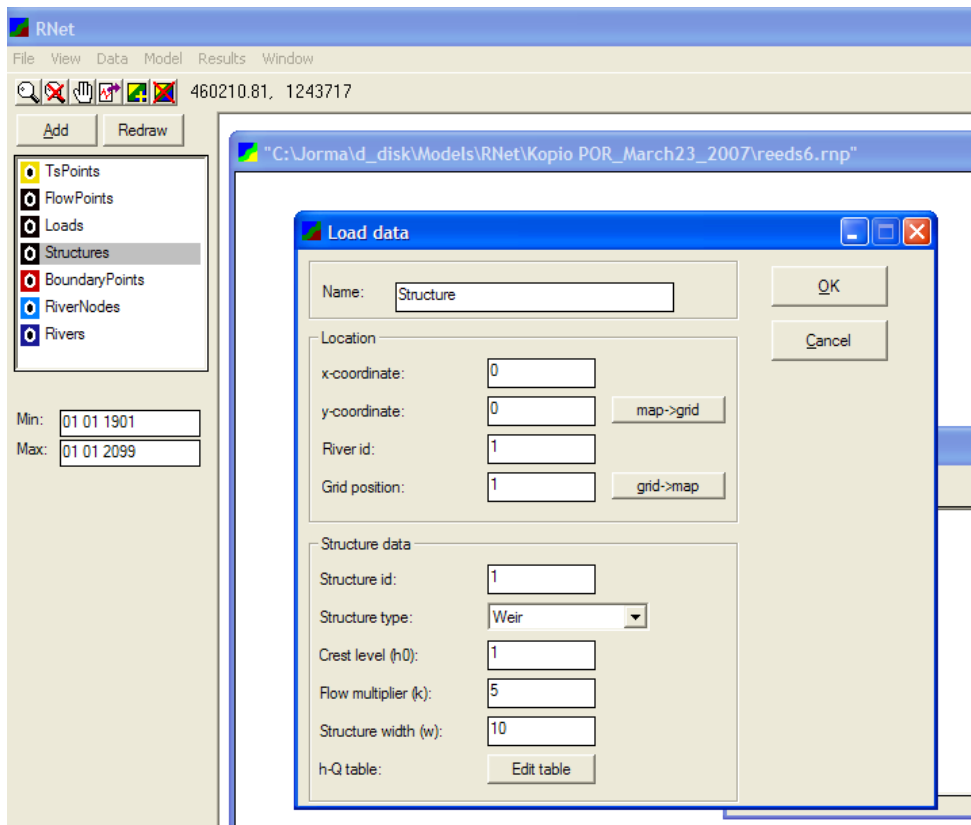 RNet
File View Data Model Results Window
460210.81, 1243717
Add Redraw
"C:\Jorma\d_disk\Models\RNet\Kopio POR_March23_2007\reeds6.rnp"
TsPoints
FlowPoints
Loads
Structures
BoundaryPoints
RiverNodes
Rivers
Min: 01 01 1901
Max: 01 01 2099
Load data
Name: Structure
OK
Cancel
Location
x-coordinate: 0
y-coordinate: 0 map->grid
River id: 1
Grid position: 1 grid->map
Structure data
Structure id: 1
Structure type: Weir
Crest level (h0): 1
Flow multiplier (k): 5
Structure width (w): 10
h-Q table: Edit table